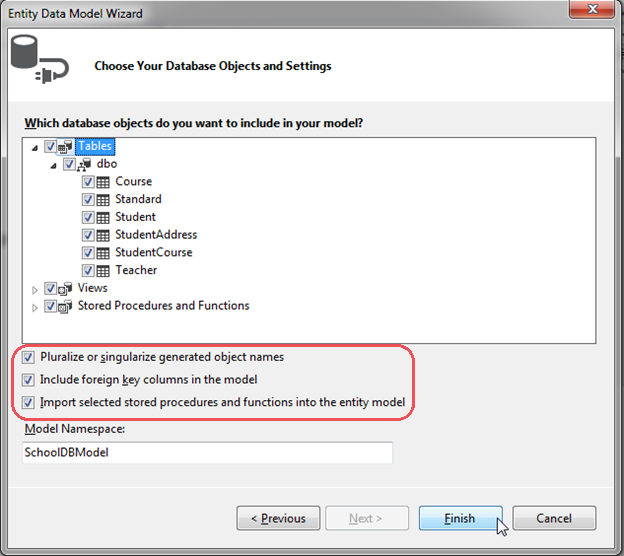 Entity Data Model Wizard
Choose Your Database Objects and Settings
Which database objects do you want to include in your model?
Tables
dbo
Course
Standard
Student
StudentAddress
StudentCourse
Teacher
Views
Stored Procedures and Functions
Pluralize or singularize generated object names
Include foreign key columns in the model
Import selected stored procedures and functions into the entity model
Model Namespace:
SchoolDBModel
< Previous
Next >
Finish
Cancel